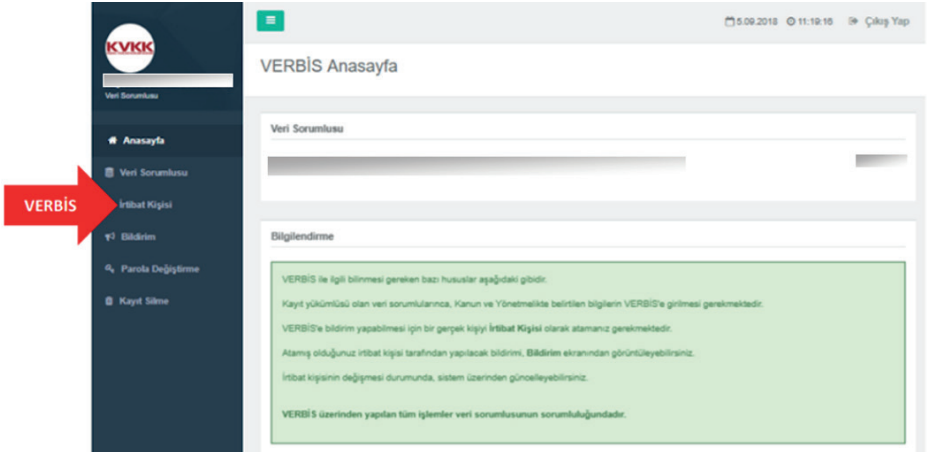 KVKK
Veri Sorumlusu
Anasayfa
Veri Sorumlusu
VERBİS
İrtibat Kişisi
Bildirim
Parola Değiştirme
Kayıt Silme
5.09.2018 11:19:16 Çıkış Yap
VERBİS Anasayfa
Veri Sorumlusu
Bilgilendirme
VERBİS ile ilgili bilinmesi gereken bazı hususlar aşağıdaki gibidir.
Kayıt yükümlüsü olan veri sorumlularınca, Kanun ve Yönetmelikte belirtilen bilgilerin VERBİS'e girilmesi gerekmektedir.
VERBİS'e bildirim yapabilmesi için bir gerçek kişiyi İrtibat Kişisi olarak atamanız gerekmektedir.
Atamış olduğunuz irtibat kişisi tarafından yapılacak bildirimi, Bildirim ekranından görüntüleyebilirsiniz.
İrtibat kişisinin değişmesi durumunda, sistem üzerinden güncelleyebilirsiniz.
VERBİS üzerinden yapılan tüm işlemler veri sorumlusunun sorumluluğundadır.